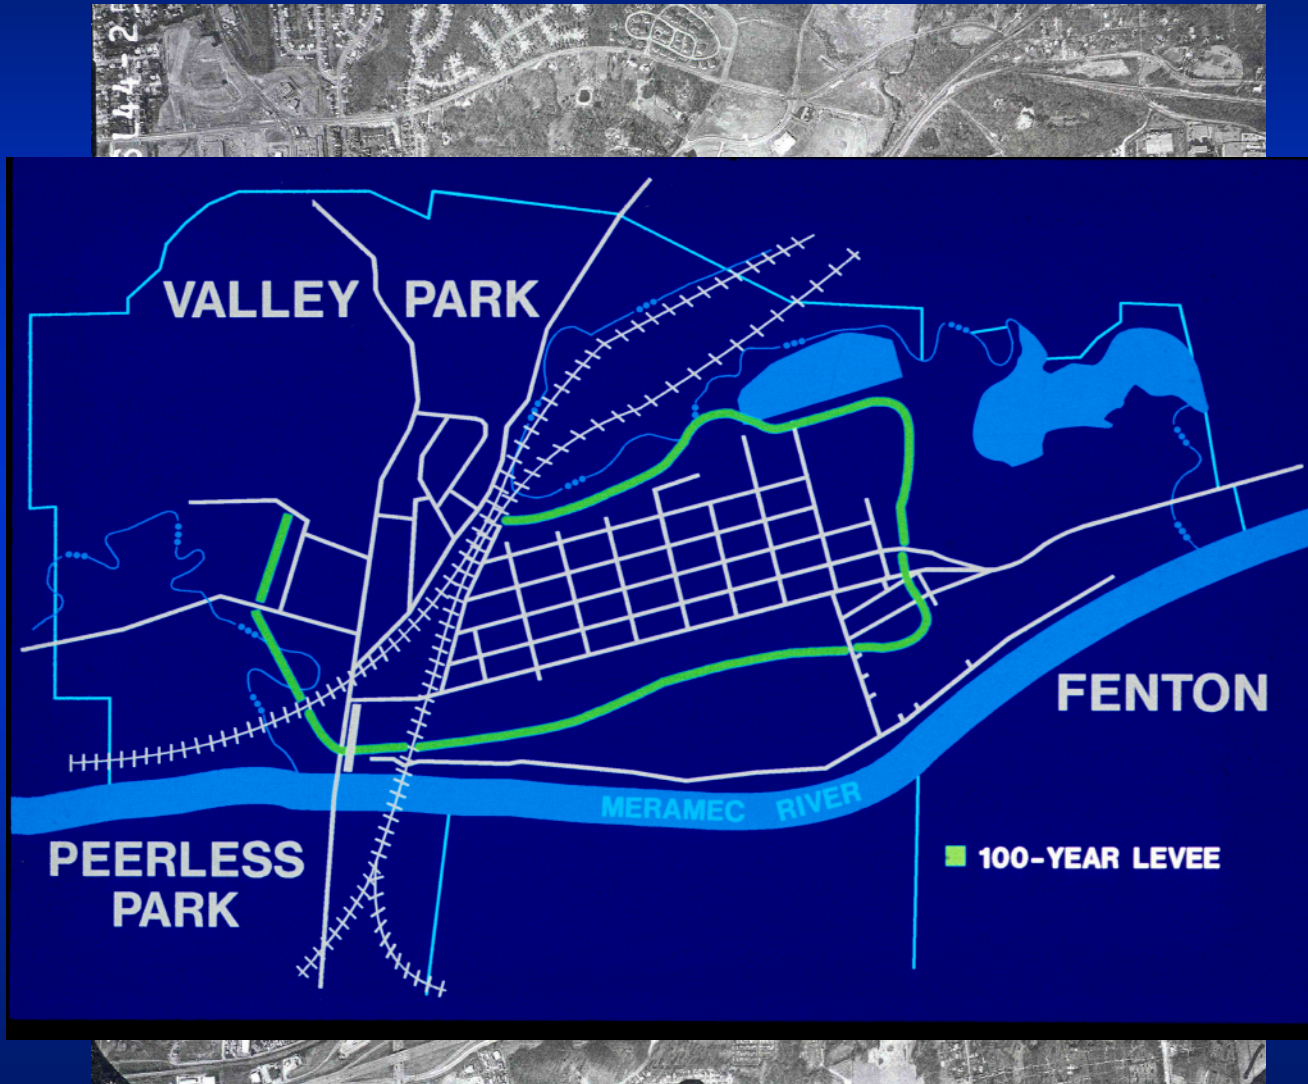 VALLEY PARK
FENTON
MERAMEC RIVER
PEERLESS
PARK
100-YEAR LEVEE